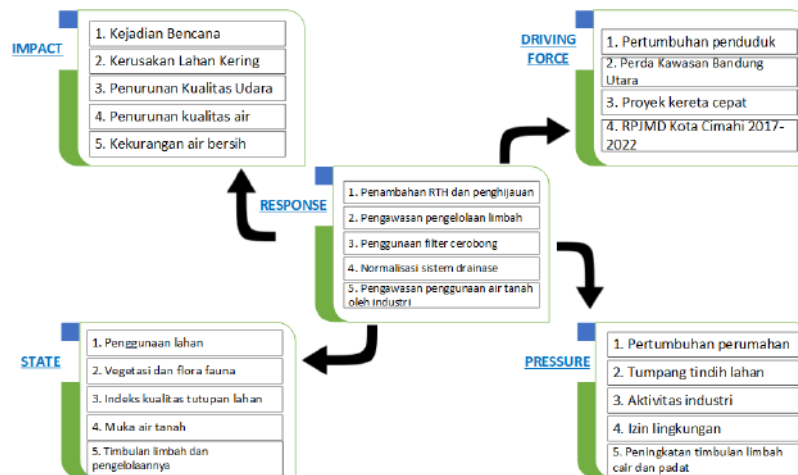 IMPACT
1. Kejadian Bencana
2. Kerusakan Lahan Kering
3. Penurunan Kualitas Udara
4. Penurunan kualitas air
5. Kekurangan air bersih
DRIVING
FORCE
1. Pertumbuhan penduduk
2. Perda Kawasan Bandung
Utara
3. Proyek kereta cepat
4. RPJMD Kota Cimahi 2017-
2022
RESPONSE
1. Penambahan RTH dan penghijauan
2. Pengawasan pengelolaan limbah
3. Penggunaan filter cerobong
4. Normalisasi sistem drainase
5. Pengawasan penggunaan air tanah
oleh industri
STATE
1. Penggunaan lahan
2. Vegetasi dan flora fauna
3. Indeks kualitas tutupan lahan
4. Muka air tanah
5. Timbulan limbah dan
pengelolaannya
PRESSURE
1. Pertumbuhan perumahan
2. Tumpang tindih lahan
3. Aktivitas industri
4. Izin lingkungan
5. Peningkatan timbulan limbah
cair dan padat